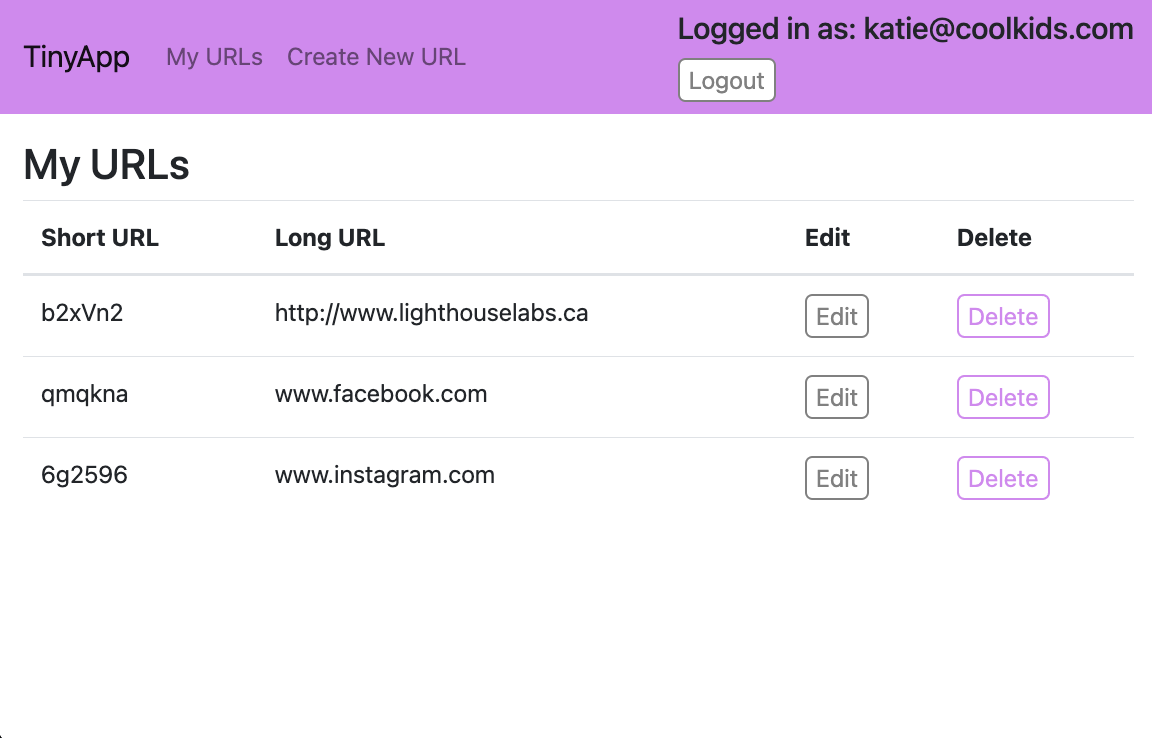 TinyApp My URLs Create New URL
Logged in as: katie@coolkids.com
Logout
My URLs
Short URL Long URL Edit Delete
b2xVn2 http://www.lighthouselabs.ca Edit Delete
qmqkna www.facebook.com Edit Delete
6g2596 www.instagram.com Edit Delete